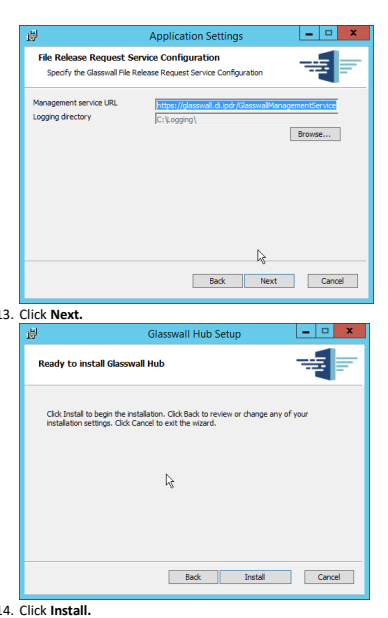 Application Settings
File Release Request Service Configuration
Specify the Glasswall File Release Request Service Configuration
Management service URL
https://glasswall.di.ipdr/GlasswallManagementService
Logging directory
C:\Logging\
Browse...
Back Next Cancel
13. Click Next.
Glasswall Hub Setup
Ready to install Glasswall Hub
Click Install to begin the installation. Click Back to review or change any of your
installation settings. Click Cancel to exit the wizard.
Back Install Cancel
14. Click Install.